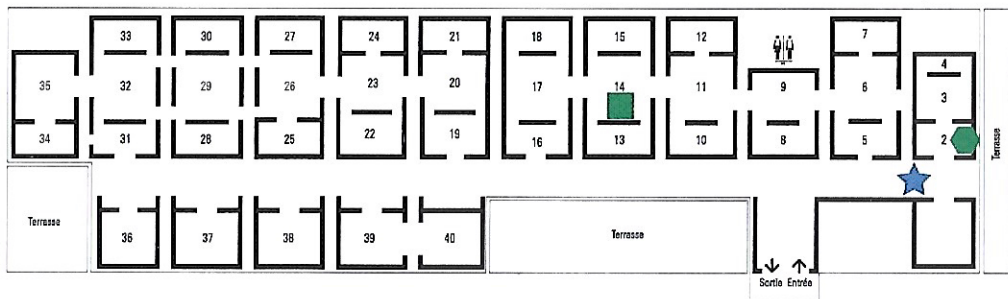 33 30 27 24 21 18 15 12 7
4
35 32 29 26 23 20 17 14 11 9 6 3
34 31 28 25 22 19 16 13 10 8 5 2
Terrasse
Terrasse
36 37 38 39 40
Terrasse
Sortie Entrée